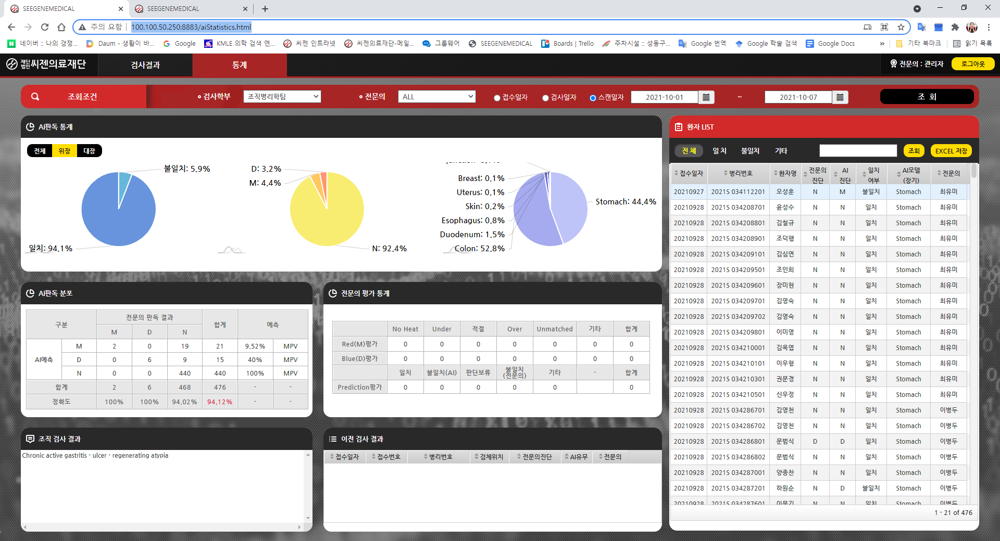 SEEGENEMEDICAL
SEEGENEMEDICAL
주의 요함 100.100.50.250:8883/aiStatistics.html
네이버 :: 나의 경쟁... Daum - 생활이 바... Google KMLE 의학 검색 엔... 씨젠 인트라넷 씨젠의료재단-메일... 그룹웨어 SEEGENEMEDICAL Boards | Trello 주차시설 :: 성동구... Google 번역 Google 학술 검색 Google Docs » 기타 북마크 읽기 목록
재단법인 씨젠의료재단 검사결과 통계 전문의 : 관리자 로그아웃
조회조건 검사학부 조직병리학팀 전문의 ALL 접수일자 검사일자 스캔일자 2021-10-01 ~ 2021-10-07 조 회
AI판독 통계
전체 위장 대장
불일치: 5.9%
일치: 94.1%
D: 3.2%
M: 4.4%
N: 92.4%
Breast: 0.1%
Uterus: 0.1%
Skin: 0.2%
Esophagus: 0.8%
Duodenum: 1.5%
Colon: 52.8%
Stomach: 44.4%
AI판독 분포
구분 전문의 판독 결과 합계 예측
M D N
AI예측
M 2 0 19 21 9.52% MPV
D 0 6 9 15 40% MPV
N 0 0 440 440 100% MPV
합계 2 6 468 476 - -
정확도 100% 100% 94.02% 94.12% - -
전문의 평가 통계
No Heat Under 적절 Over Unmatched 기타 합계
Red(M)평가 0 0 0 0 0 0 0
Blue(D)평가 0 0 0 0 0 0 0
일치 불일치(AI) 판단보류 불일치(전문의) 기타 - 합계
Prediction평가 0 0 0 0 0 0
조직 검사 결과
Chronic active gastritis - ulcer - regenerating atypia
이전 검사 결과
접수일자 접수번호 병리번호 검체위치 전문의진단 AI유무 전문의
환자 LIST
전 체 일 치 불일치 기타 조회 EXCEL 저장
접수일자 병리번호 환자명 전문의 진단 AI 진단 일치 여부 AI모델 (장기) 전문의
20210927 2021S 034112201 오성훈 N M 불일치 Stomach 최유미
20210928 2021S 034208701 윤성수 N N 일치 Stomach 최유미
20210928 2021S 034208801 김철규 N N 일치 Stomach 최유미
20210928 2021S 034208901 조덕행 N N 일치 Stomach 최유미
20210928 2021S 034209101 김심연 N N 일치 Stomach 최유미
20210928 2021S 034209501 조인희 N N 일치 Stomach 최유미
20210928 2021S 034209601 장미현 N N 일치 Stomach 최유미
20210928 2021S 034209701 김영숙 N N 일치 Stomach 최유미
20210928 2021S 034209702 김영숙 N N 일치 Stomach 최유미
20210928 2021S 034209801 이미영 N N 일치 Stomach 최유미
20210928 2021S 034210001 김옥엽 N N 일치 Stomach 최유미
20210928 2021S 034210101 이우형 N N 일치 Stomach 최유미
20210928 2021S 034210301 권문경 N N 일치 Stomach 최유미
20210928 2021S 034210501 신우정 N N 일치 Stomach 최유미
20210928 2021S 034286701 김영천 N N 일치 Stomach 이병두
20210928 2021S 034286702 김영천 N N 일치 Stomach 이병두
20210928 2021S 034286801 문범식 D D 일치 Stomach 이병두
20210928 2021S 034286802 문범식 N N 일치 Stomach 이병두
20210928 2021S 034287001 양종찬 N N 일치 Stomach 이병두
20210928 2021S 034287201 하원순 N D 불일치 Stomach 이병두
20210928 2021S 034287601 N N 일치 Stomach 이병두
1 - 21 of 476